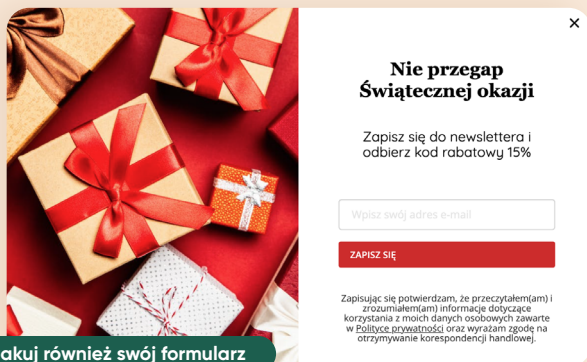 ×
Nie przegap
Świątecznej okazji
Zapisz się do newslettera i
odbierz kod rabatowy 15%
Wpisz swój adres e-mail
ZAPISZ SIĘ
Zapisując się potwierdzam, że przeczytałem(am) i
zrozumiałem(am) informacje dotyczące
korzystania z moich danych osobowych zawarte
w Polityce prywatności oraz wyrażam zgodę na
otrzymywanie korespondencji handlowej.
również swój formularz